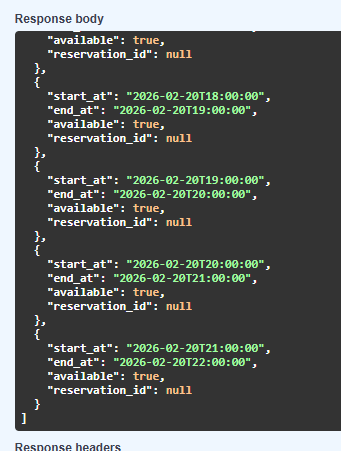 Response body
"available": true,
"reservation_id": null
},
{
"start_at": "2026-02-20T18:00:00",
"end_at": "2026-02-20T19:00:00",
"available": true,
"reservation_id": null
},
{
"start_at": "2026-02-20T19:00:00",
"end_at": "2026-02-20T20:00:00",
"available": true,
"reservation_id": null
},
{
"start_at": "2026-02-20T20:00:00",
"end_at": "2026-02-20T21:00:00",
"available": true,
"reservation_id": null
},
{
"start_at": "2026-02-20T21:00:00",
"end_at": "2026-02-20T22:00:00",
"available": true,
"reservation_id": null
}
]
Response headers